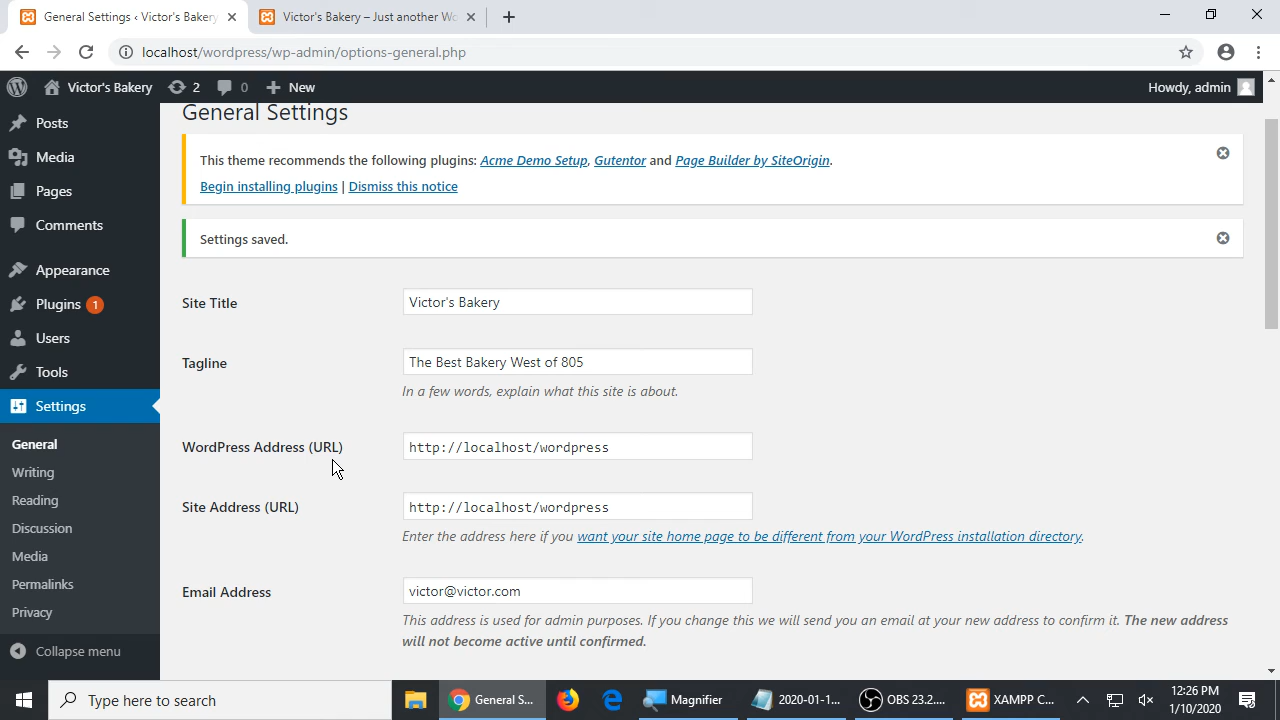 General Settings ‹ Victor's Bakery
Victor's Bakery – Just another Wo
localhost/wordpress/wp-admin/options-general.php
Victor's Bakery
2
0
New
Howdy, admin
Posts
Media
Pages
Comments
Appearance
Plugins 1
Users
Tools
Settings
General
Writing
Reading
Discussion
Media
Permalinks
Privacy
Collapse menu
General Settings
This theme recommends the following plugins: Acme Demo Setup, Gutentor and Page Builder by SiteOrigin.
Begin installing plugins | Dismiss this notice
Settings saved.
Site Title
Victor's Bakery
Tagline
The Best Bakery West of 805
In a few words, explain what this site is about.
WordPress Address (URL)
http://localhost/wordpress
Site Address (URL)
http://localhost/wordpress
Enter the address here if you want your site home page to be different from your WordPress installation directory.
Email Address
victor@victor.com
This address is used for admin purposes. If you change this we will send you an email at your new address to confirm it. The new address
will not become active until confirmed.
Type here to search
General S...
Magnifier
2020-01-1...
OBS 23.2....
XAMPP C...
12:26 PM
1/10/2020